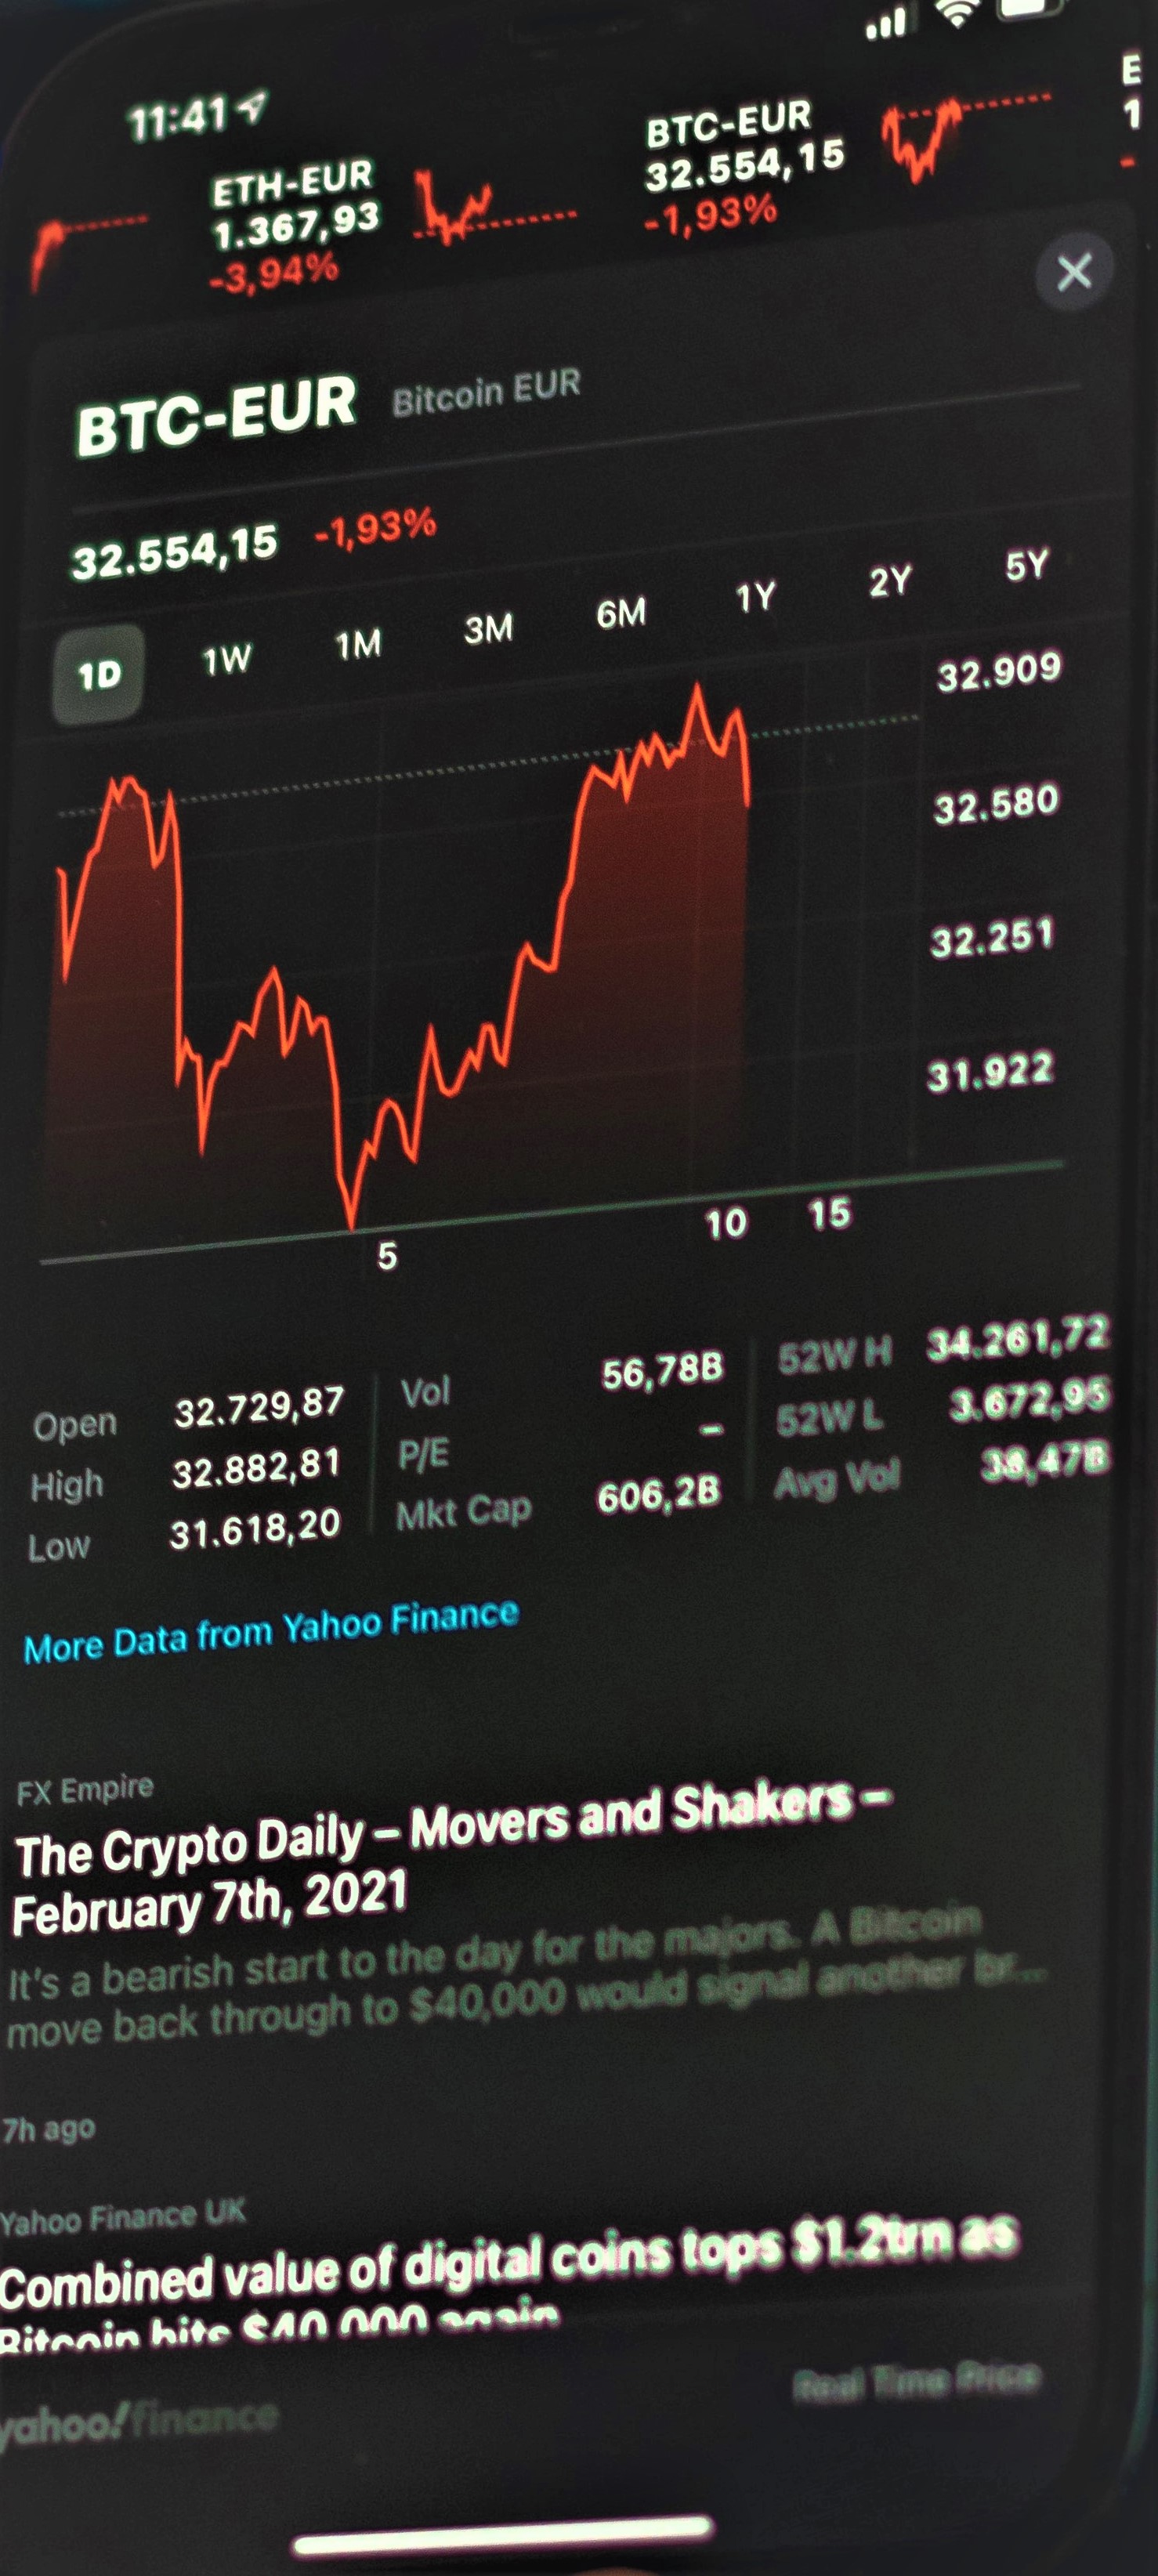 11:41
ETH-EUR
1.367,93
-3,94%
BTC-EUR
32.554,15
-1,93%
E
1
-
BTC-EUR Bitcoin EUR
32.554,15 -1,93%
1D 1W 1M 3M 6M 1Y 2Y 5Y
32.909
32.580
32.251
31.922
5 10 15
Open 32.729,87
High 32.882,81
Low 31.618,20
Vol 56,78B
P/E –
Mkt Cap 606,2B
52W H 34.261,72
52W L 3.672,95
Avg Vol 38,47B
More Data from Yahoo Finance
FX Empire
The Crypto Daily – Movers and Shakers –
February 7th, 2021
It's a bearish start to the day for the majors. A Bitcoin
move back through to $40,000 would signal another br...
7h ago
Yahoo Finance UK
Combined value of digital coins tops $1.2trn as
Bitcoin hits $40,000 again
yahoo!finance
Real Time Price